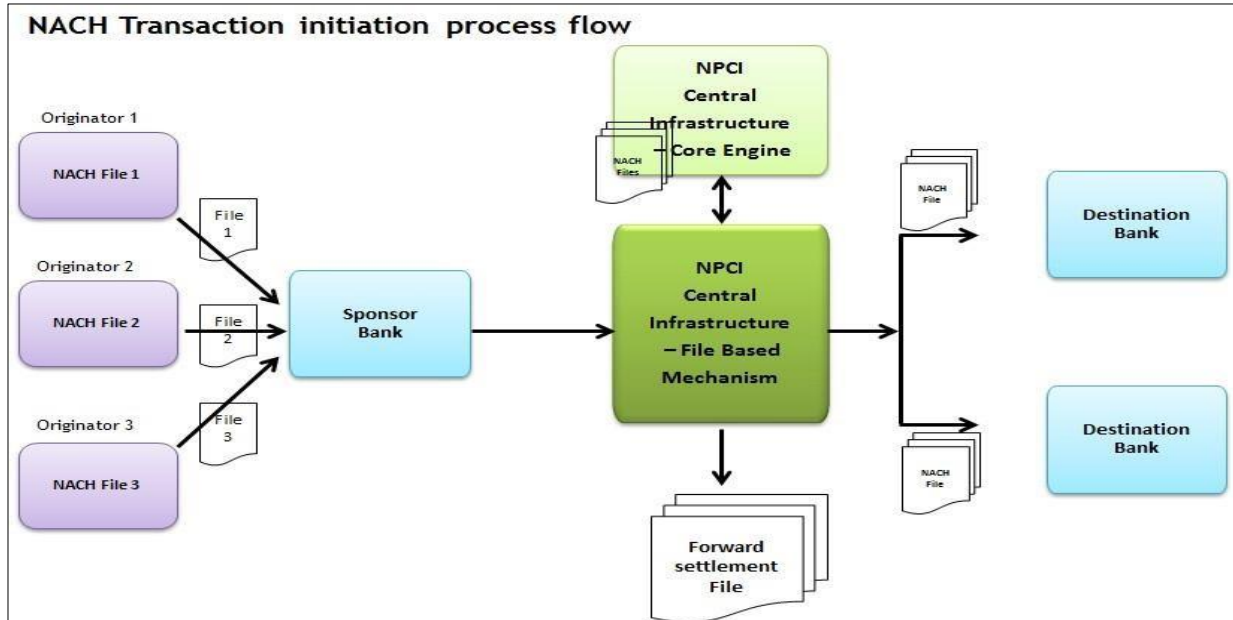 NACH Transaction initiation process flow
Originator 1
NACH File 1
File
1
Originator 2
NACH File 2
File
2
Originator 3
NACH File 3
File
3
Sponsor
Bank
NPCI
Central
Infrastructure
– Core Engine
NACH
Files
NPCI
Central
Infrastructure
– File Based
Mechanism
Forward
settlement
File
NACH
File
Destination
Bank
NACH
File
Destination
Bank